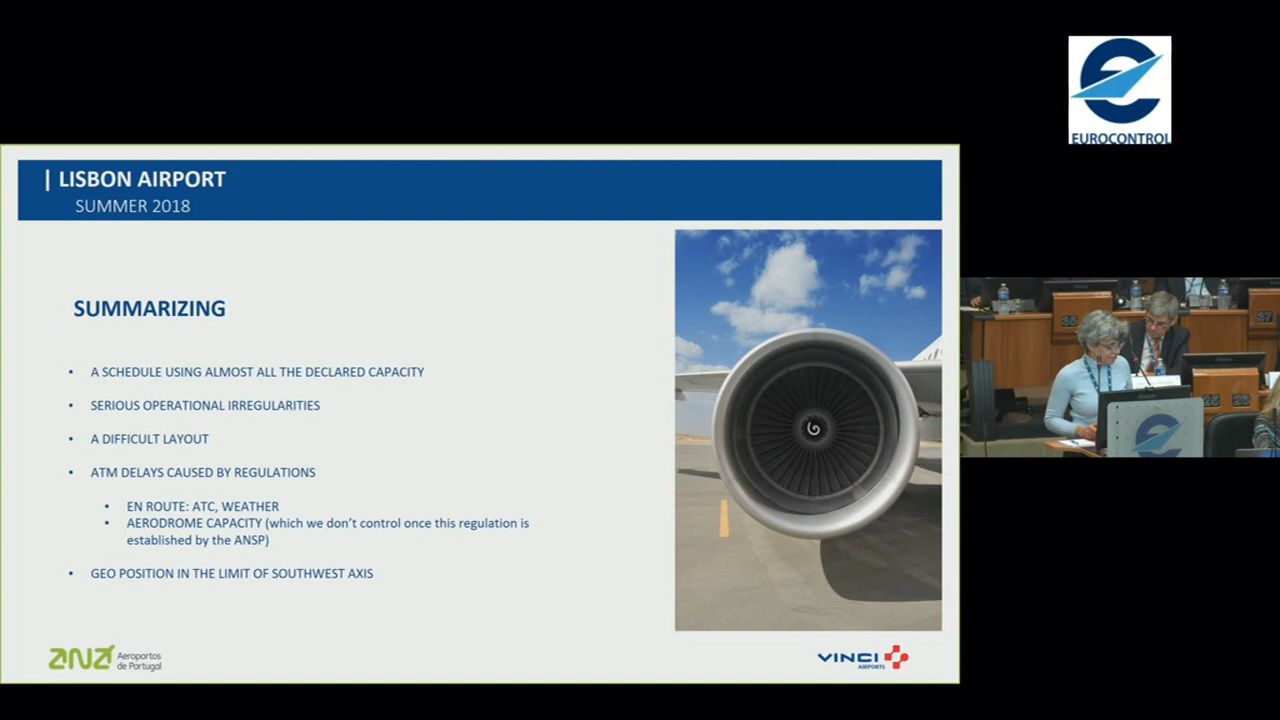 EUROCONTROL
| LISBON AIRPORT
SUMMER 2018
SUMMARIZING
• A SCHEDULE USING ALMOST ALL THE DECLARED CAPACITY
• SERIOUS OPERATIONAL IRREGULARITIES
• A DIFFICULT LAYOUT
• ATM DELAYS CAUSED BY REGULATIONS
• EN ROUTE: ATC, WEATHER
• AERODROME CAPACITY (which we don't control once this regulation is
established by the ANSP)
• GEO POSITION IN THE LIMIT OF SOUTHWEST AXIS
ana Aeroportos
de Portugal
VINCI
AIRPORTS